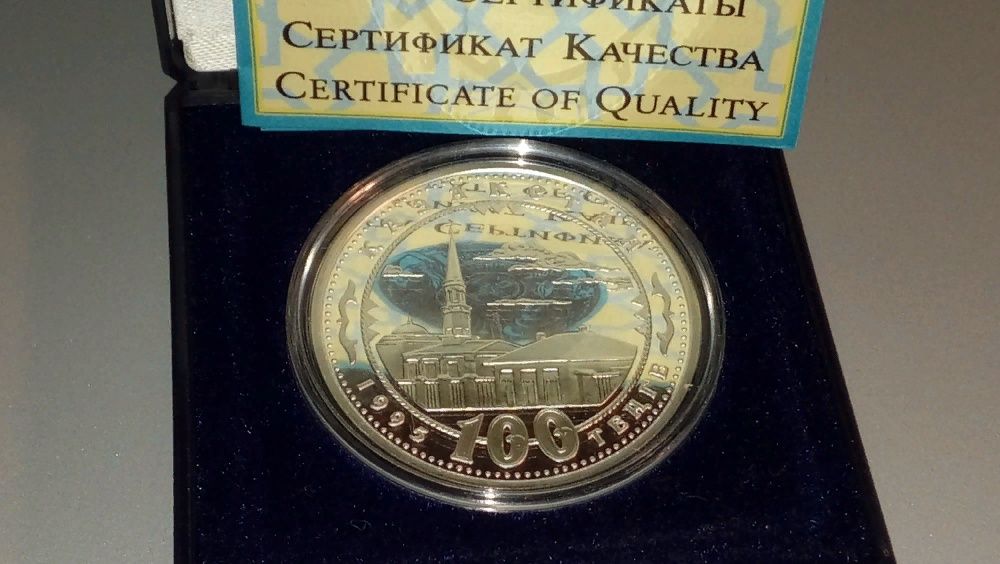 СЕРТИФИКАТЫ
СЕРТИФИКАТ КАЧЕСТВА
CERTIFICATE OF QUALITY
1995
100
ТЕҢГЕ